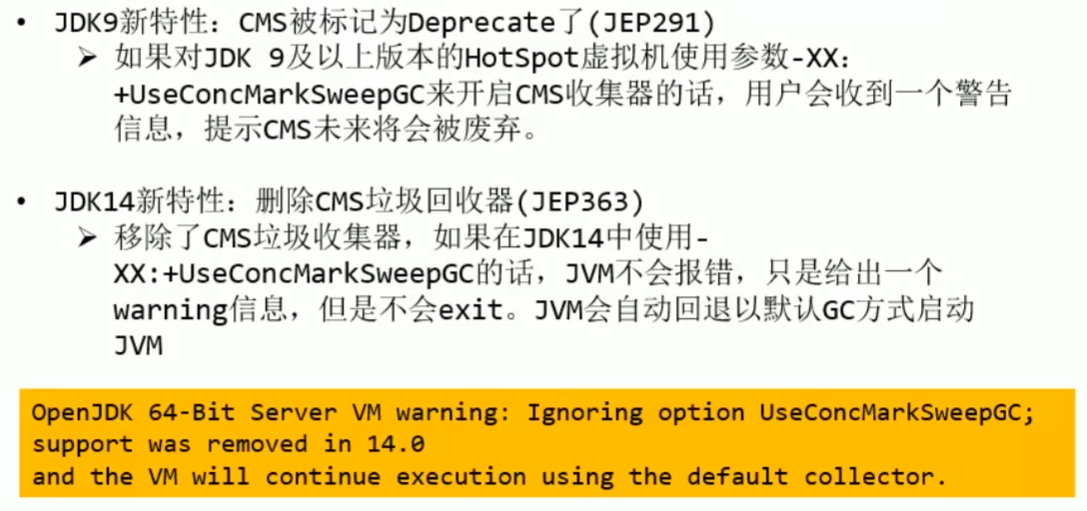 • JDK9新特性：CMS被标记为Deprecate了(JEP291)
➢ 如果对JDK 9及以上版本的HotSpot虚拟机使用参数-XX：
+UseConcMarkSweepGC来开启CMS收集器的话，用户会收到一个警告
信息，提示CMS未来将会被废弃。
• JDK14新特性：删除CMS垃圾回收器(JEP363)
➢ 移除了CMS垃圾收集器，如果在JDK14中使用-
XX:+UseConcMarkSweepGC的话，JVM不会报错，只是给出一个
warning信息，但是不会exit。JVM会自动回退以默认GC方式启动
JVM
OpenJDK 64-Bit Server VM warning: Ignoring option UseConcMarkSweepGC;
support was removed in 14.0
and the VM will continue execution using the default collector.